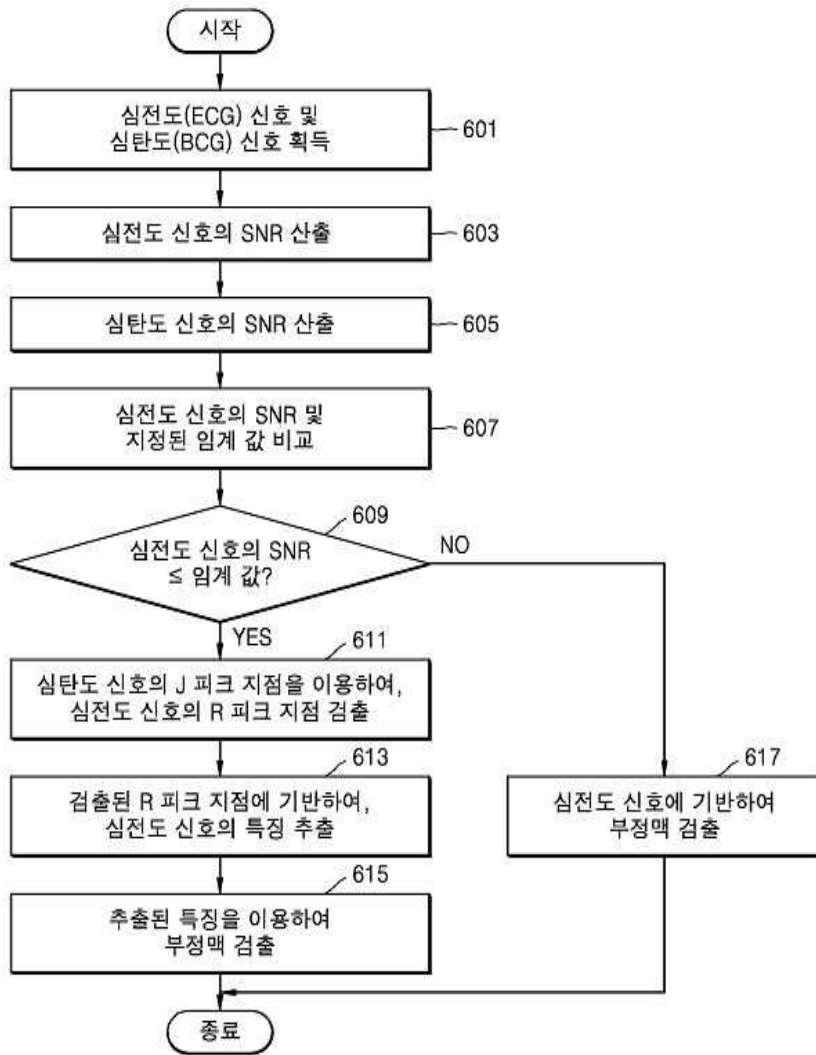 시작
심전도(ECG) 신호 및
심탄도(BCG) 신호 획득
601
심전도 신호의 SNR 산출
603
심탄도 신호의 SNR 산출
605
심전도 신호의 SNR 및
지정된 임계 값 비교
607
609
심전도 신호의 SNR
≤ 임계 값?
NO
YES
611
심탄도 신호의 J 피크 지점을 이용하여,
심전도 신호의 R 피크 지점 검출
613
검출된 R 피크 지점에 기반하여,
심전도 신호의 특징 추출
617
심전도 신호에 기반하여
부정맥 검출
615
추출된 특징을 이용하여
부정맥 검출
종료